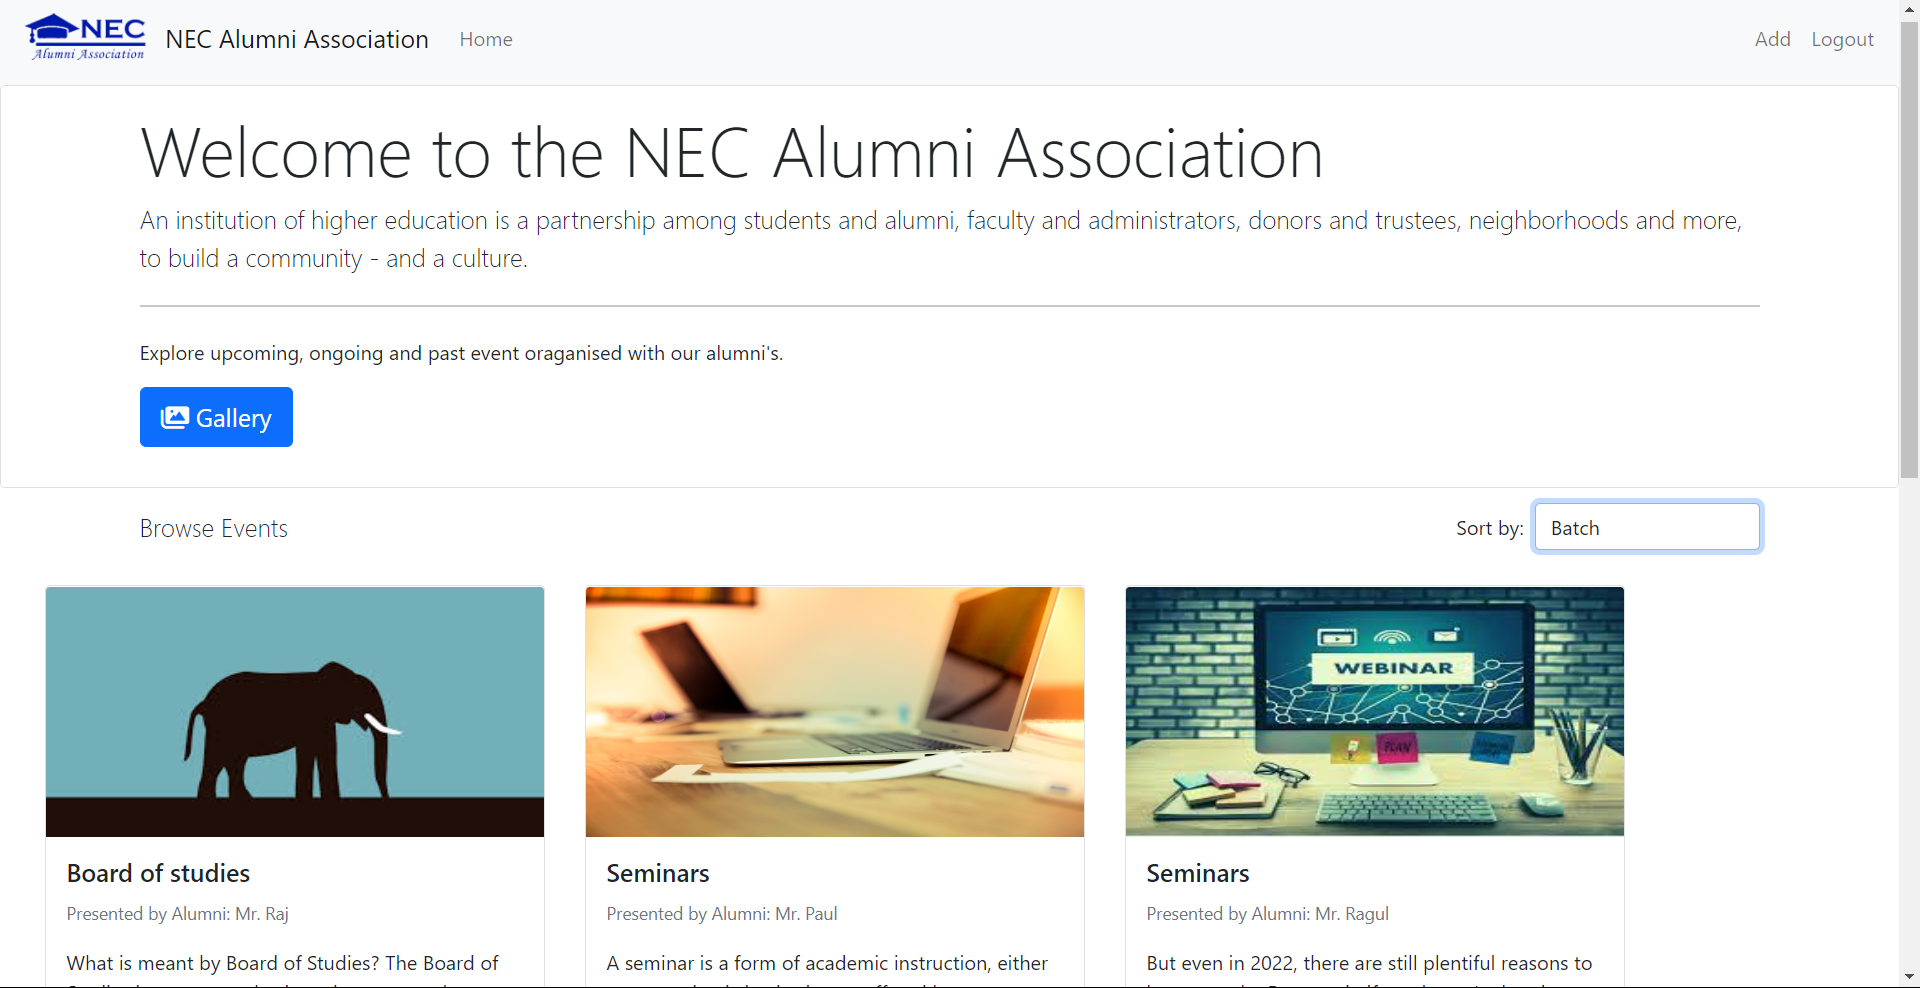 NEC
Alumni Association
NEC Alumni Association
Home
Add
Logout
Welcome to the NEC Alumni Association
An institution of higher education is a partnership among students and alumni, faculty and administrators, donors and trustees, neighborhoods and more,
to build a community - and a culture.
Explore upcoming, ongoing and past event oraganised with our alumni's.
Gallery
Browse Events
Sort by:
Batch
WEBINAR
PLAN
Board of studies
Presented by Alumni: Mr. Raj
What is meant by Board of Studies? The Board of
Seminars
Presented by Alumni: Mr. Paul
A seminar is a form of academic instruction, either
Seminars
Presented by Alumni: Mr. Ragul
But even in 2022, there are still plentiful reasons to